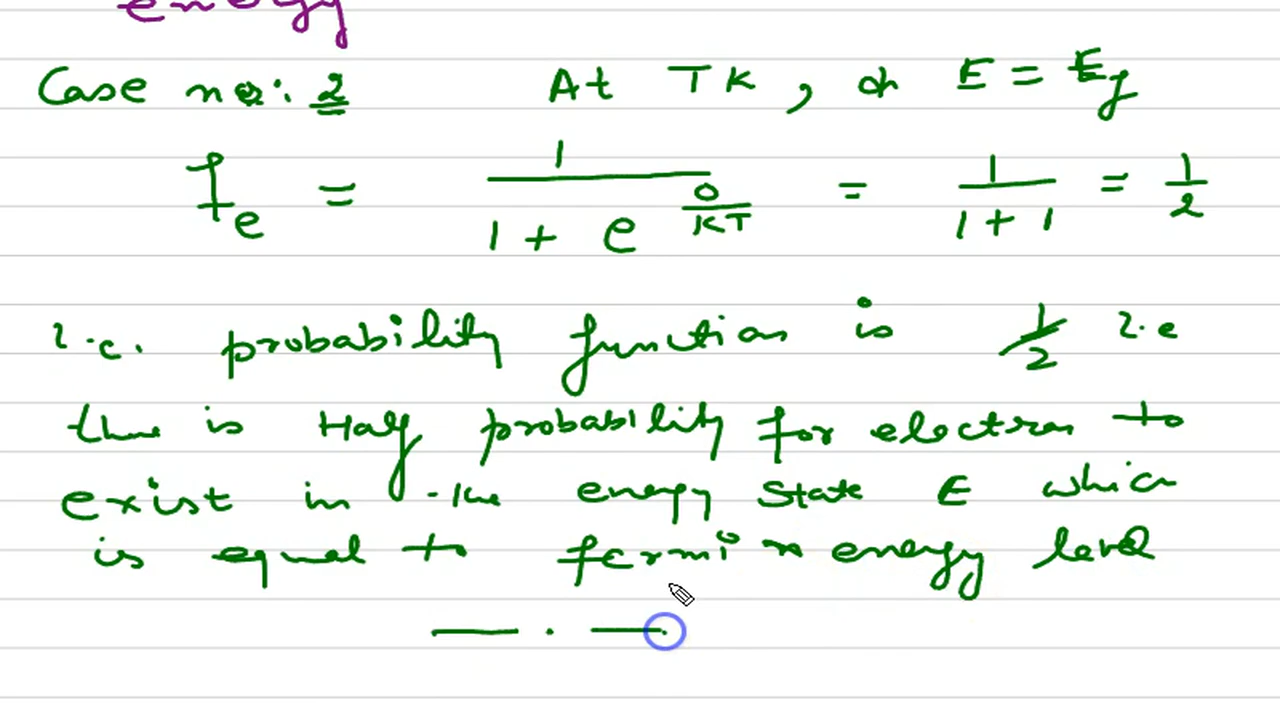 energy
Case no: 2 At TK, or E = Ef
fe = 1 / (1 + e^(0/KT)) = 1 / (1 + 1) = 1/2
i.e. probability function is 1/2 i.e
there is Half probability for electron to
exist in the energy state E which
is equal to fermi energy level